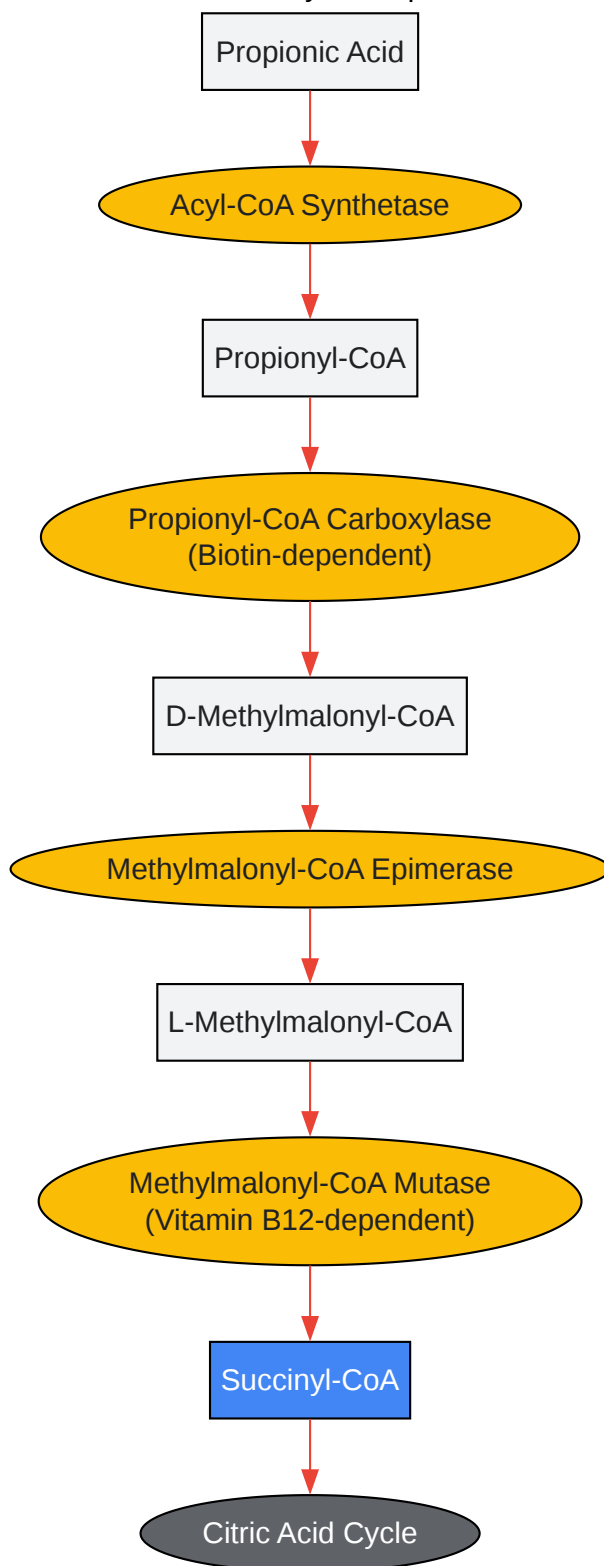 Propionic Acid
Acyl-CoA Synthetase
Propionyl-CoA
Propionyl-CoA Carboxylase
(Biotin-dependent)
D-Methylmalonyl-CoA
Methylmalonyl-CoA Epimerase
L-Methylmalonyl-CoA
Methylmalonyl-CoA Mutase
(Vitamin B12-dependent)
Succinyl-CoA
Citric Acid Cycle